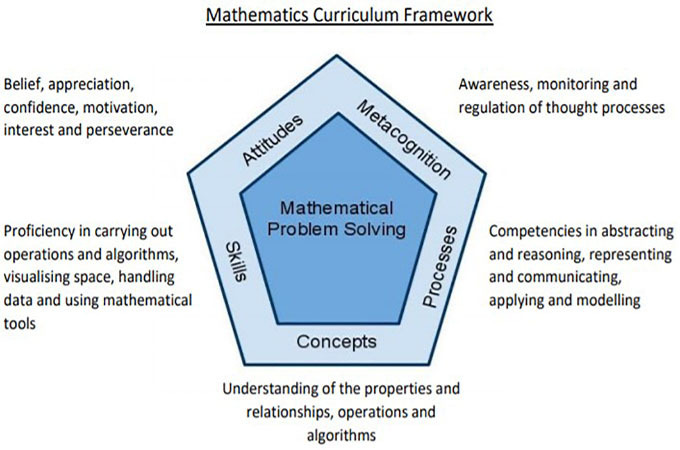 Mathematics Curriculum Framework
Belief, appreciation,
confidence, motivation,
interest and perseverance
Awareness, monitoring and
regulation of thought processes
Attitudes
Metacognition
Mathematical
Problem Solving
Proficiency in carrying out
operations and algorithms,
visualising space, handling
data and using mathematical
tools
Skills
Processes
Competencies in abstracting
and reasoning, representing
and communicating,
applying and modelling
Concepts
Understanding of the properties and
relationships, operations and
algorithms